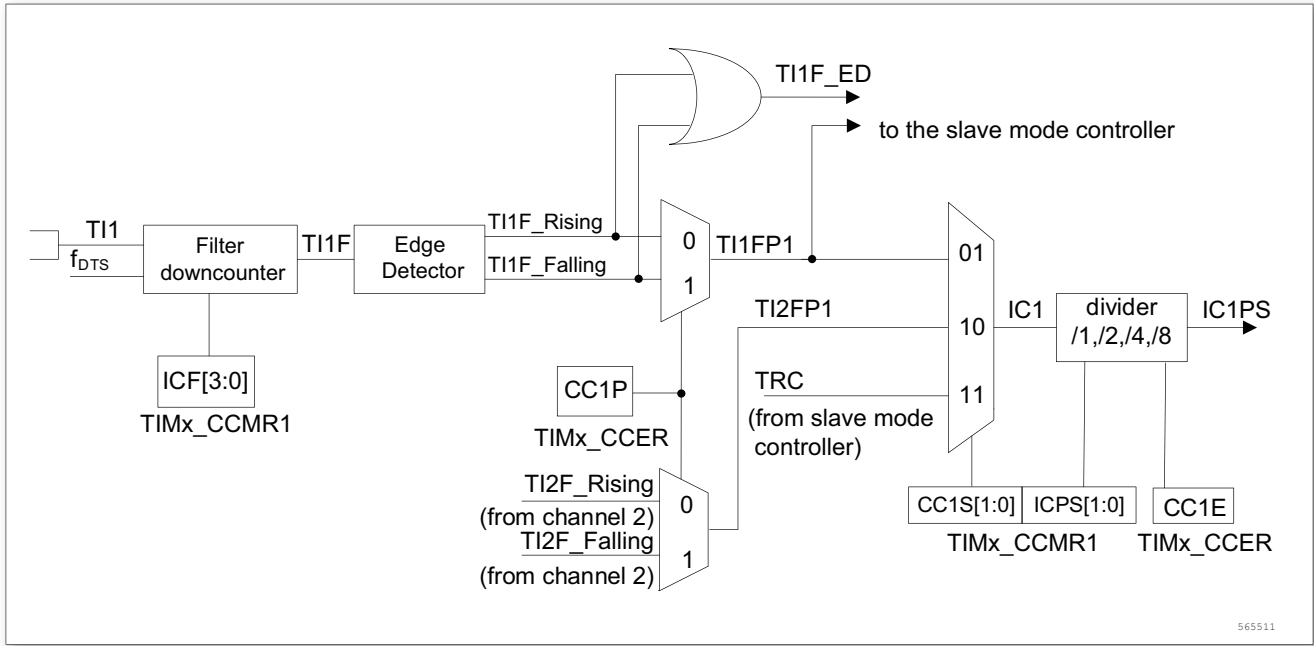 TI1F_ED
to the slave mode controller
TI1
fDTS
Filter
downcounter
TI1F
Edge
Detector
TI1F_Rising
TI1F_Falling
0
1
TI1FP1
01
10
11
TI2FP1
TRC
(from slave mode
controller)
IC1
divider
/1,/2,/4,/8
IC1PS
ICF[3:0]
TIMx_CCMR1
CC1P
TIMx_CCER
TI2F_Rising
(from channel 2)
TI2F_Falling
(from channel 2)
0
1
CC1S[1:0]
ICPS[1:0]
TIMx_CCMR1
CC1E
TIMx_CCER
565511